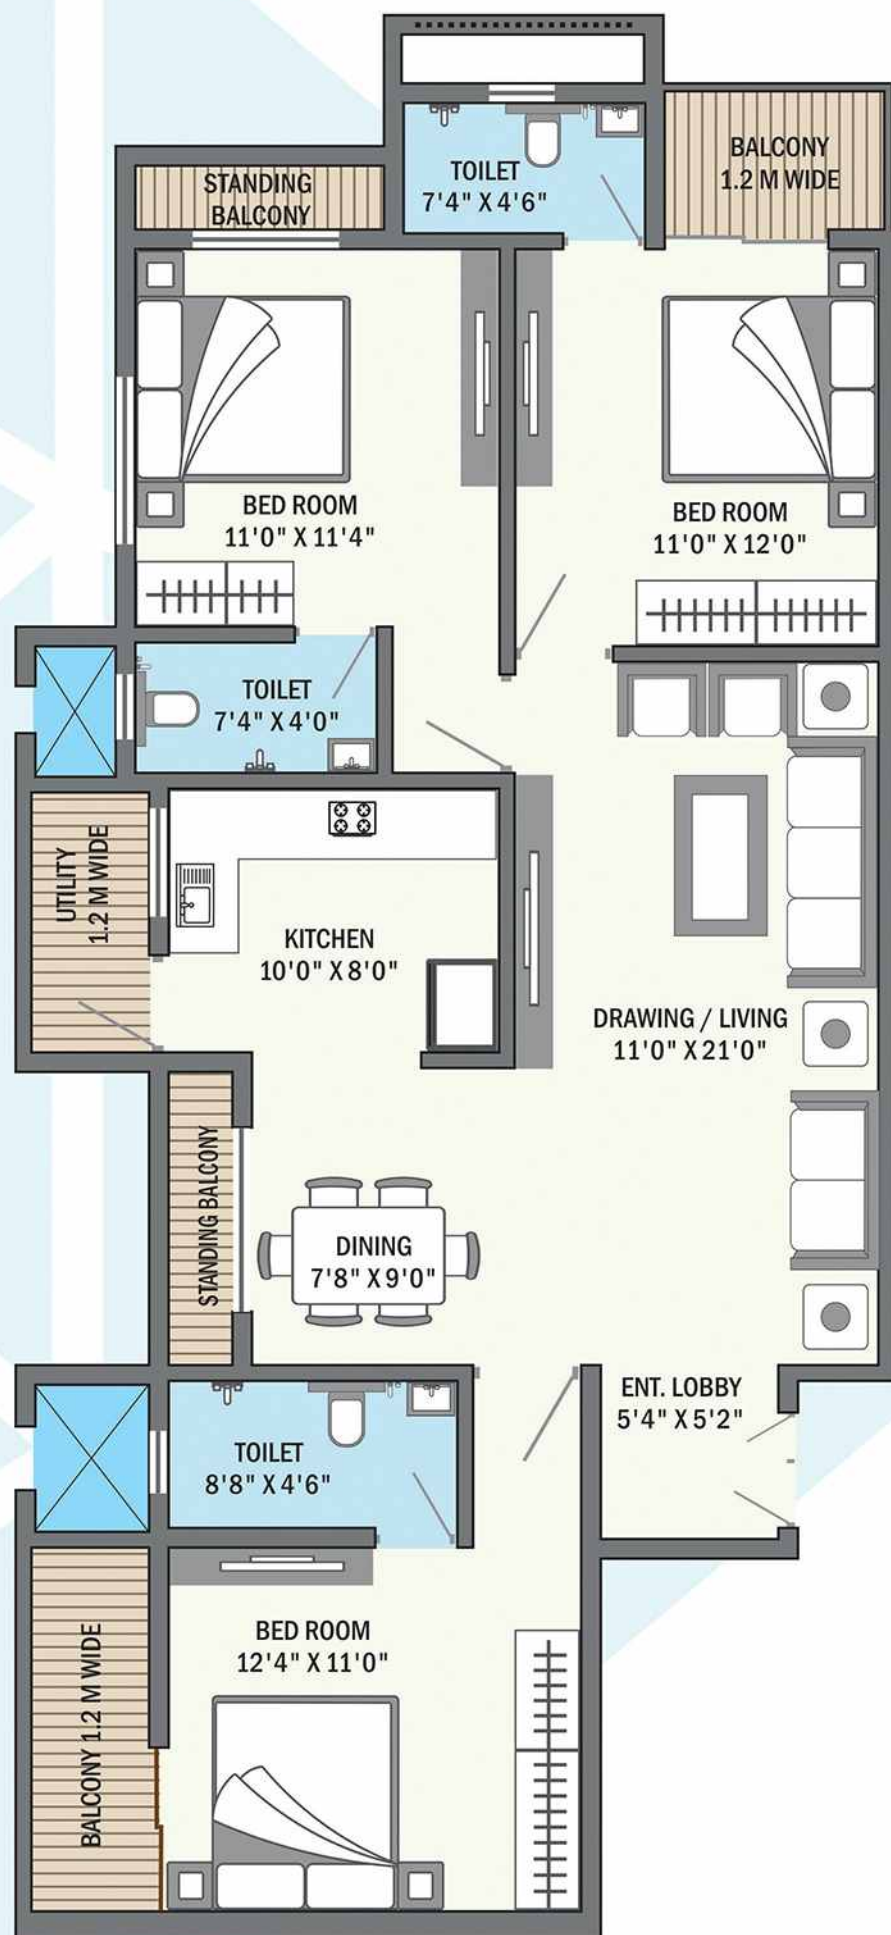 TOILET
7'4" X 4'6"
BALCONY
1.2 M WIDE
STANDING
BALCONY
BED ROOM
11'0" X 11'4"
BED ROOM
11'0" X 12'0"
TOILET
7'4" X 4'0"
UTILITY
1.2 M WIDE
KITCHEN
10'0" X 8'0"
DRAWING / LIVING
11'0" X 21'0"
STANDING BALCONY
DINING
7'8" X 9'0"
ENT. LOBBY
5'4" X 5'2"
TOILET
8'8" X 4'6"
BED ROOM
12'4" X 11'0"
BALCONY 1.2 M WIDE